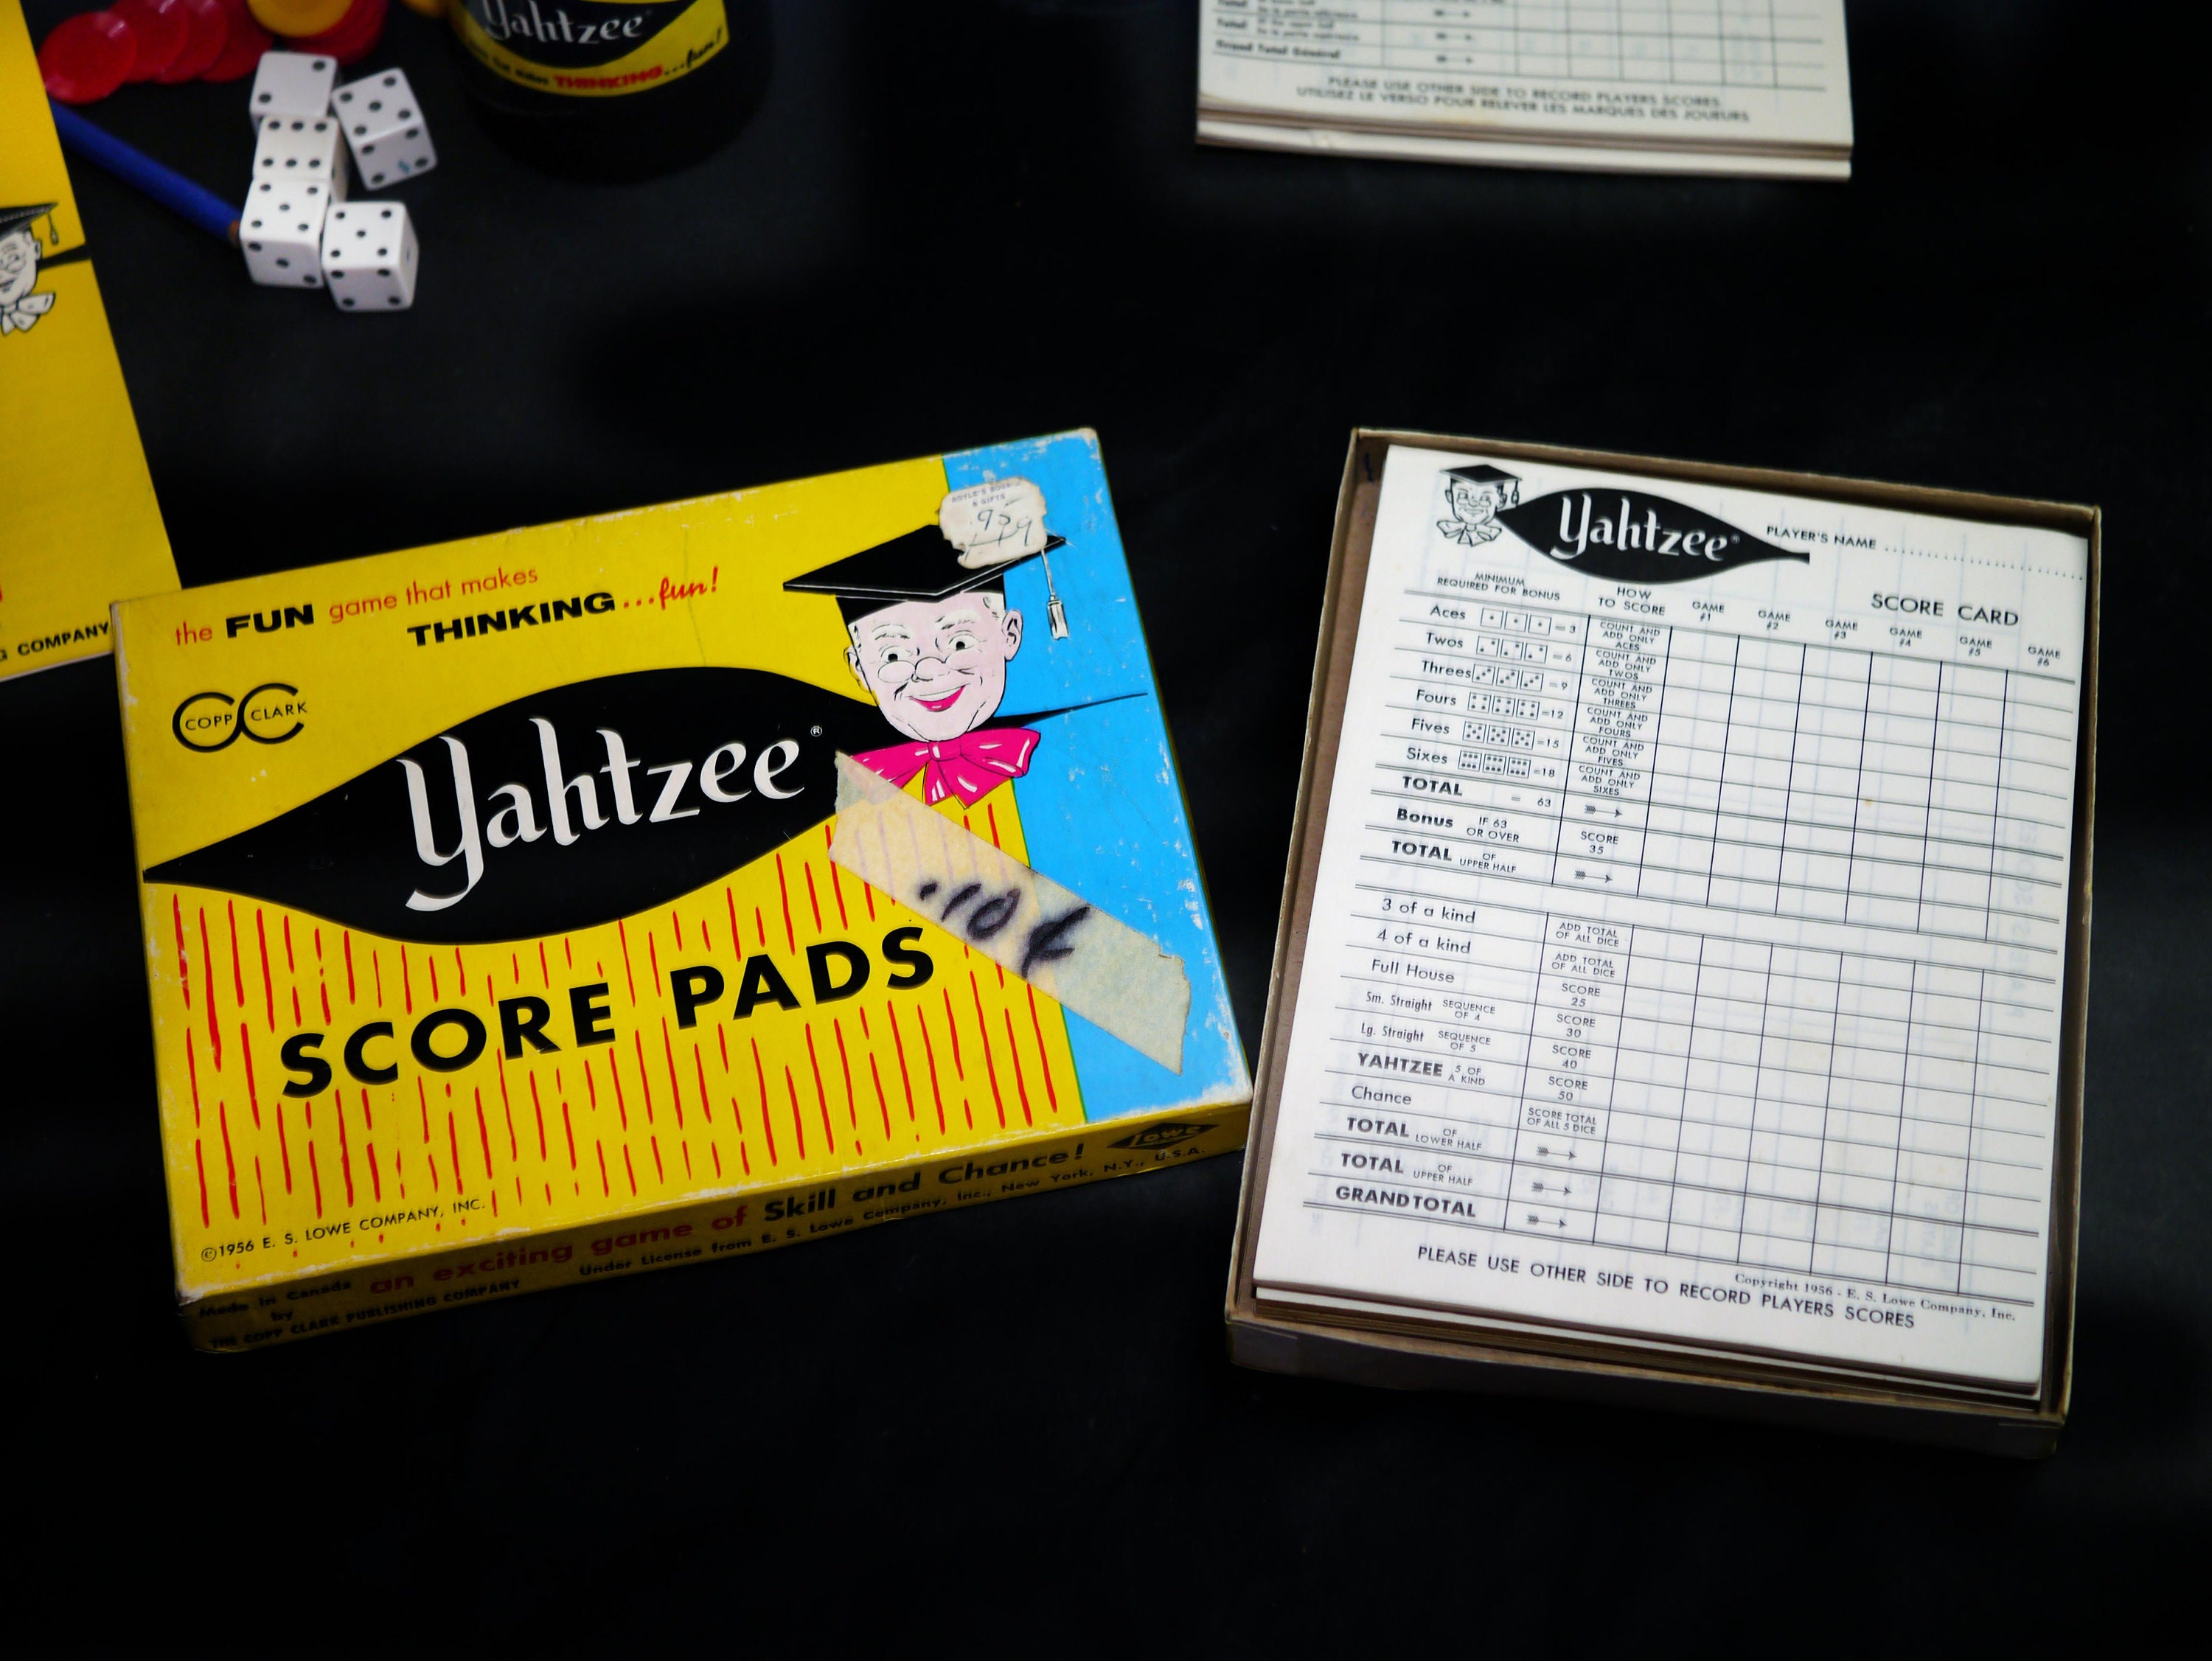 Yahtzee
THINKING...fun!
Grand Total Général
PLEASE USE OTHER SIDE TO RECORD PLAYERS SCORES
UTILISEZ LE VERSO POUR RELEVER LES MARQUES DES JOUEURS
G COMPANY
the FUN game that makes
THINKING...fun!
BOYLE'S BOOK
& GIFTS
.95
COPP CLARK
Yahtzee®
SCORE PADS
©1956 E. S. LOWE COMPANY, INC.
Made in Canada
by
THE COPP CLARK PUBLISHING COMPANY
an exciting game of Skill and Chance!
Under License from E. S. Lowe Company, Inc., New York, N.Y., U.S.A.
Lowe
Yahtzee®
PLAYER'S NAME
SCORE CARD
MINIMUM
REQUIRED FOR BONUS
HOW
TO SCORE
GAME #1
GAME #2
GAME #3
GAME #4
GAME #5
GAME #6
Aces = 3 COUNT AND ADD ONLY ACES
Twos = 6 COUNT AND ADD ONLY TWOS
Threes = 9 COUNT AND ADD ONLY THREES
Fours = 12 COUNT AND ADD ONLY FOURS
Fives = 15 COUNT AND ADD ONLY FIVES
Sixes = 18 COUNT AND ADD ONLY SIXES
TOTAL = 63
Bonus IF 63 OR OVER SCORE 35
TOTAL OF UPPER HALF
3 of a kind ADD TOTAL OF ALL DICE
4 of a kind ADD TOTAL OF ALL DICE
Full House SCORE 25
Sm. Straight SEQUENCE OF 4 SCORE 30
Lg. Straight SEQUENCE OF 5 SCORE 40
YAHTZEE 5 OF A KIND SCORE 50
Chance SCORE TOTAL OF ALL 5 DICE
TOTAL OF LOWER HALF
TOTAL OF UPPER HALF
GRAND TOTAL
Copyright 1956 - E. S. Lowe Company, Inc.
PLEASE USE OTHER SIDE TO RECORD PLAYERS SCORES